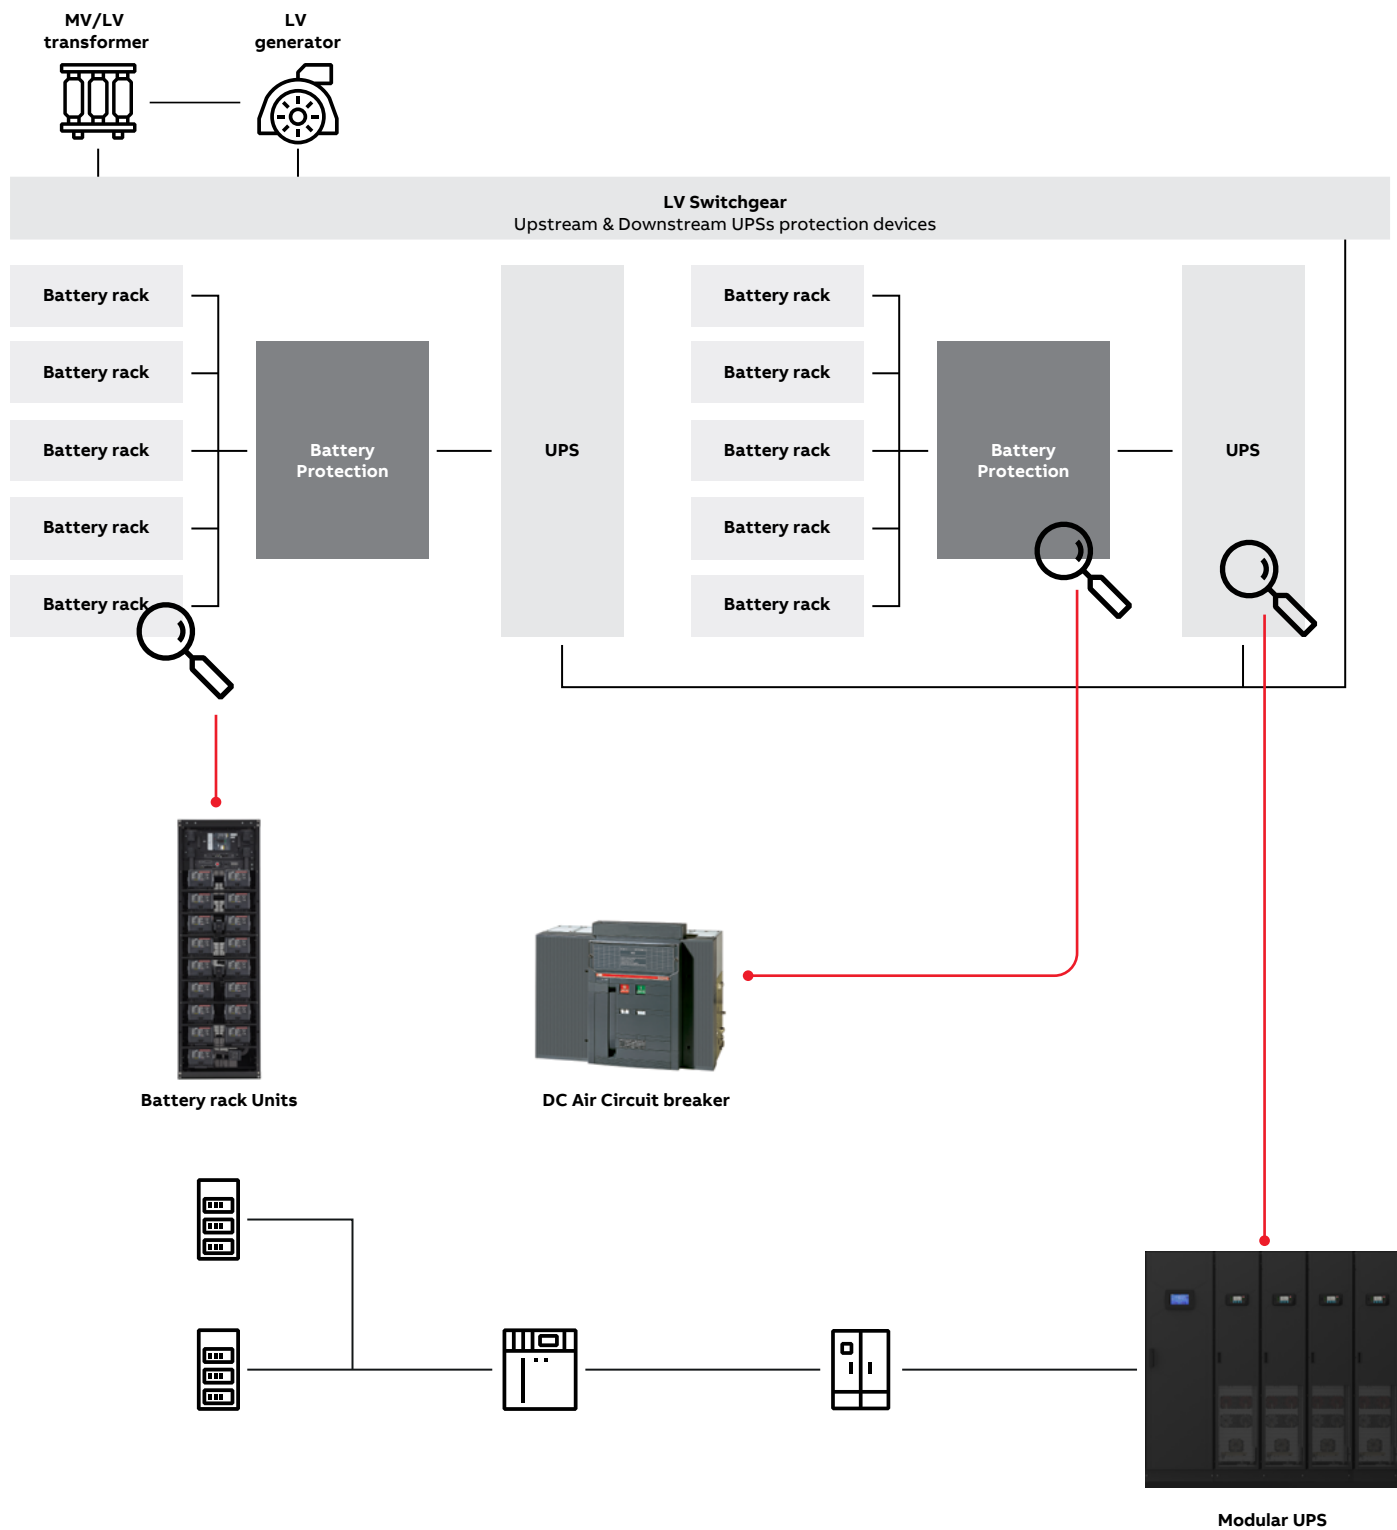 MV/LV
transformer
LV
generator
LV Switchgear
Upstream & Downstream UPSs protection devices
Battery rack
Battery rack
Battery rack
Battery rack
Battery rack
Battery
Protection
UPS
Battery rack
Battery rack
Battery rack
Battery rack
Battery rack
Battery
Protection
UPS
Battery rack Units
DC Air Circuit breaker
Modular UPS